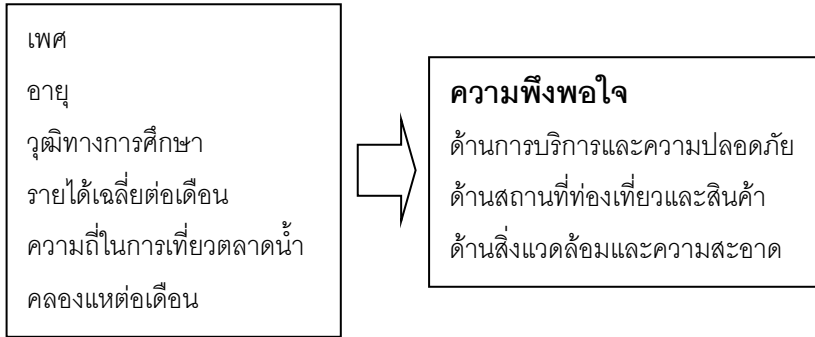 เพศ
อายุ
วุฒิทางการศึกษา
รายได้เฉลี่ยต่อเดือน
ความถี่ในการเที่ยวตลาดน้ำ
คลองแหต่อเดือน
ความพึงพอใจ
ด้านการบริการและความปลอดภัย
ด้านสถานที่ท่องเที่ยวและสินค้า
ด้านสิ่งแวดล้อมและความสะอาด